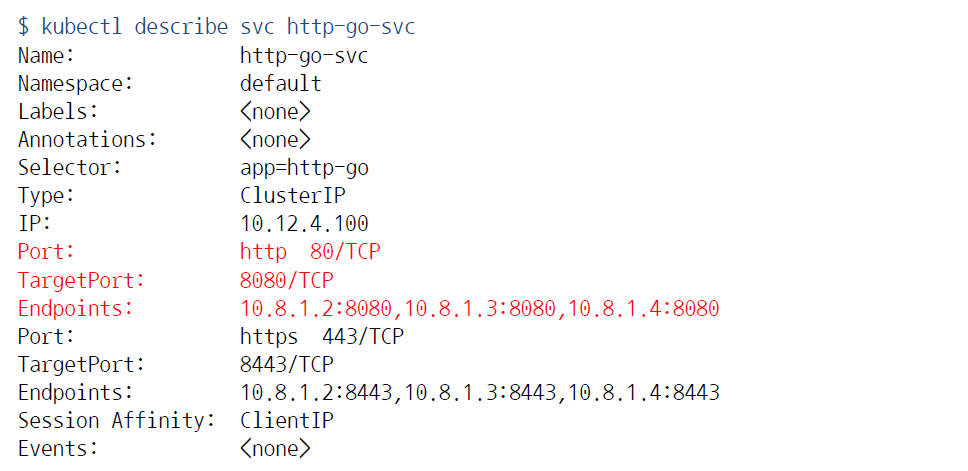 $ kubectl describe svc http-go-svc
Name: http-go-svc
Namespace: default
Labels: <none>
Annotations: <none>
Selector: app=http-go
Type: ClusterIP
IP: 10.12.4.100
Port: http 80/TCP
TargetPort: 8080/TCP
Endpoints: 10.8.1.2:8080,10.8.1.3:8080,10.8.1.4:8080
Port: https 443/TCP
TargetPort: 8443/TCP
Endpoints: 10.8.1.2:8443,10.8.1.3:8443,10.8.1.4:8443
Session Affinity: ClientIP
Events: <none>